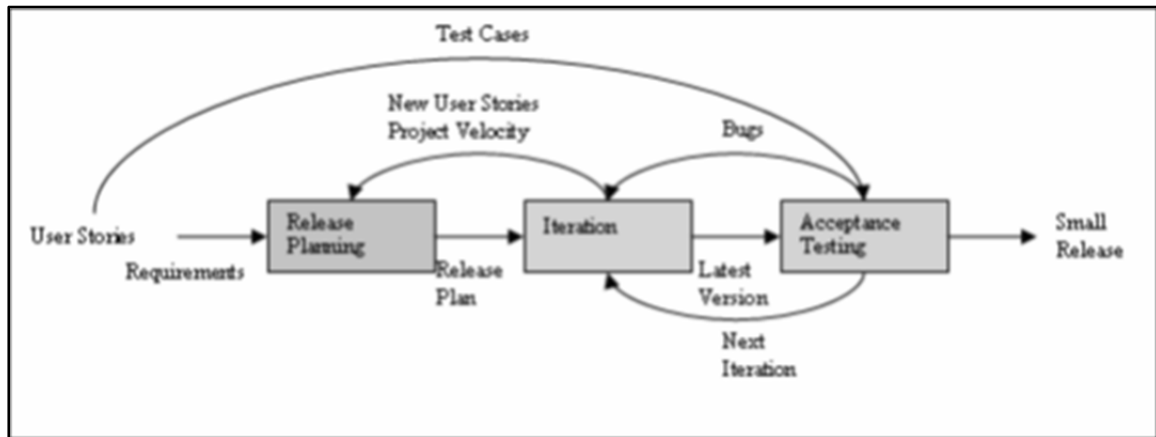 Test Cases
New User Stories
Project Velocity
Bugs
User Stories
Requirements
Release
Planning
Release
Plan
Iteration
Latest
Version
Acceptance
Testing
Small
Release
Next
Iteration